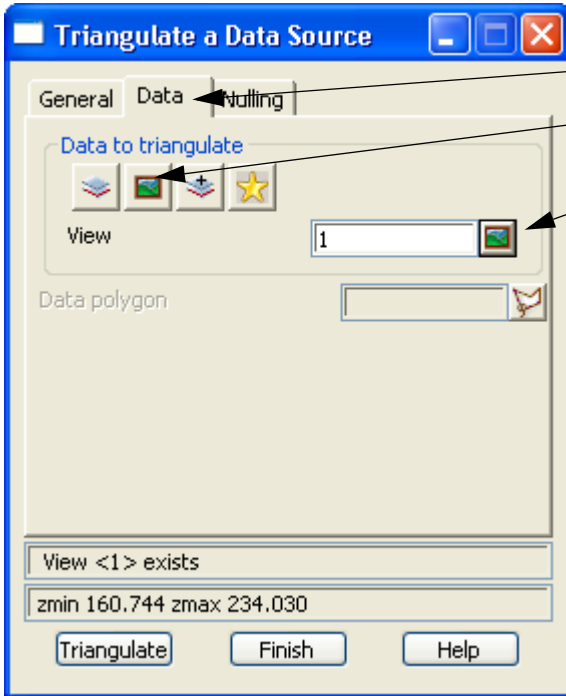 Triangulate a Data Source
General Data Nulling
Data to triangulate
View 1
Data polygon
View <1> exists
zmin 160.744 zmax 234.030
Triangulate Finish Help